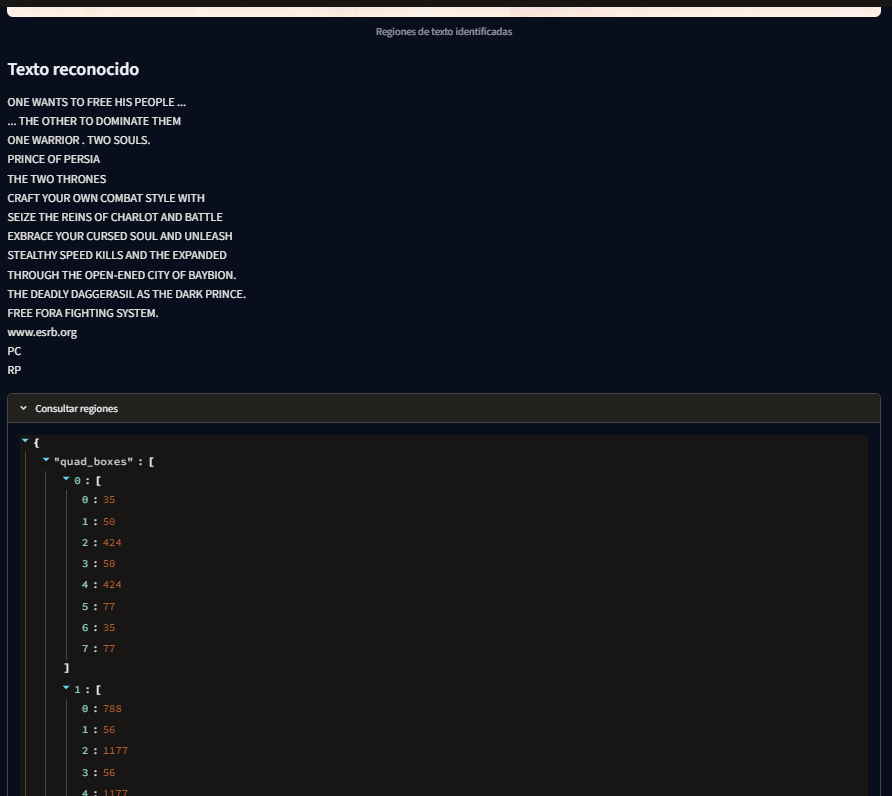 Regiones de texto identificadas
Texto reconocido
ONE WANTS TO FREE HIS PEOPLE ...
... THE OTHER TO DOMINATE THEM
ONE WARRIOR . TWO SOULS.
PRINCE OF PERSIA
THE TWO THRONES
CRAFT YOUR OWN COMBAT STYLE WITH
SEIZE THE REINS OF CHARLOT AND BATTLE
EXBRACE YOUR CURSED SOUL AND UNLEASH
STEALTHY SPEED KILLS AND THE EXPANDED
THROUGH THE OPEN-ENED CITY OF BAYBION.
THE DEADLY DAGGERASIL AS THE DARK PRINCE.
FREE FORA FIGHTING SYSTEM.
www.esrb.org
PC
RP
Consultar regiones
{
"quad_boxes" : [
0 : [
0 : 35
1 : 50
2 : 424
3 : 50
4 : 424
5 : 77
6 : 35
7 : 77
]
1 : [
0 : 788
1 : 56
2 : 1177
3 : 56
4 : 1177